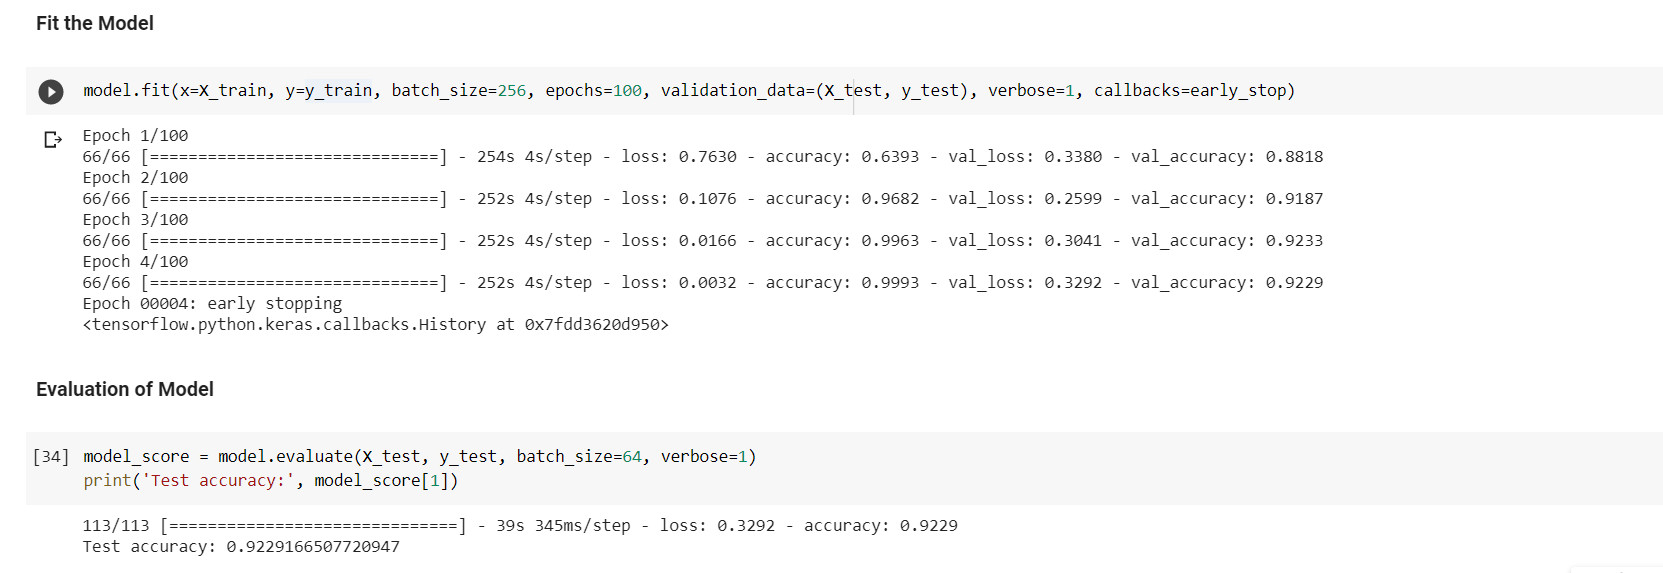 Fit the Model
model.fit(x=X_train, y=y_train, batch_size=256, epochs=100, validation_data=(X_test, y_test), verbose=1, callbacks=early_stop)
Epoch 1/100
66/66 [==============================] - 254s 4s/step - loss: 0.7630 - accuracy: 0.6393 - val_loss: 0.3380 - val_accuracy: 0.8818
Epoch 2/100
66/66 [==============================] - 252s 4s/step - loss: 0.1076 - accuracy: 0.9682 - val_loss: 0.2599 - val_accuracy: 0.9187
Epoch 3/100
66/66 [==============================] - 252s 4s/step - loss: 0.0166 - accuracy: 0.9963 - val_loss: 0.3041 - val_accuracy: 0.9233
Epoch 4/100
66/66 [==============================] - 252s 4s/step - loss: 0.0032 - accuracy: 0.9993 - val_loss: 0.3292 - val_accuracy: 0.9229
Epoch 00004: early stopping
<tensorflow.python.keras.callbacks.History at 0x7fdd3620d950>
Evaluation of Model
[34] model_score = model.evaluate(X_test, y_test, batch_size=64, verbose=1)
print('Test accuracy:', model_score[1])
113/113 [==============================] - 39s 345ms/step - loss: 0.3292 - accuracy: 0.9229
Test accuracy: 0.9229166507720947